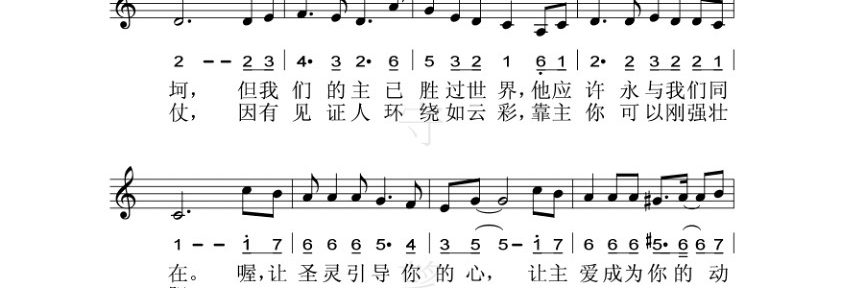 2 - - 2 3 | 4· 3 2· 6 | 5 3 2 1 6 1 | 2· 2 3 2 2 1 |
坷， 但我 们 的 主 已 胜 过 世 界，他应 许 永 与 我们 同
仗， 因有 见 证 人 环 绕 如 云 彩，靠主 你 可 以 刚 强 壮
1 - - 1 7 | 6 6 6 5· 4 | 3 5 5 - 1 7 | 6 6 6 #5· 6 6 7 |
在。 喔，让 圣 灵 引 导 你 的 心， 让主 爱 成 为 你 的 动